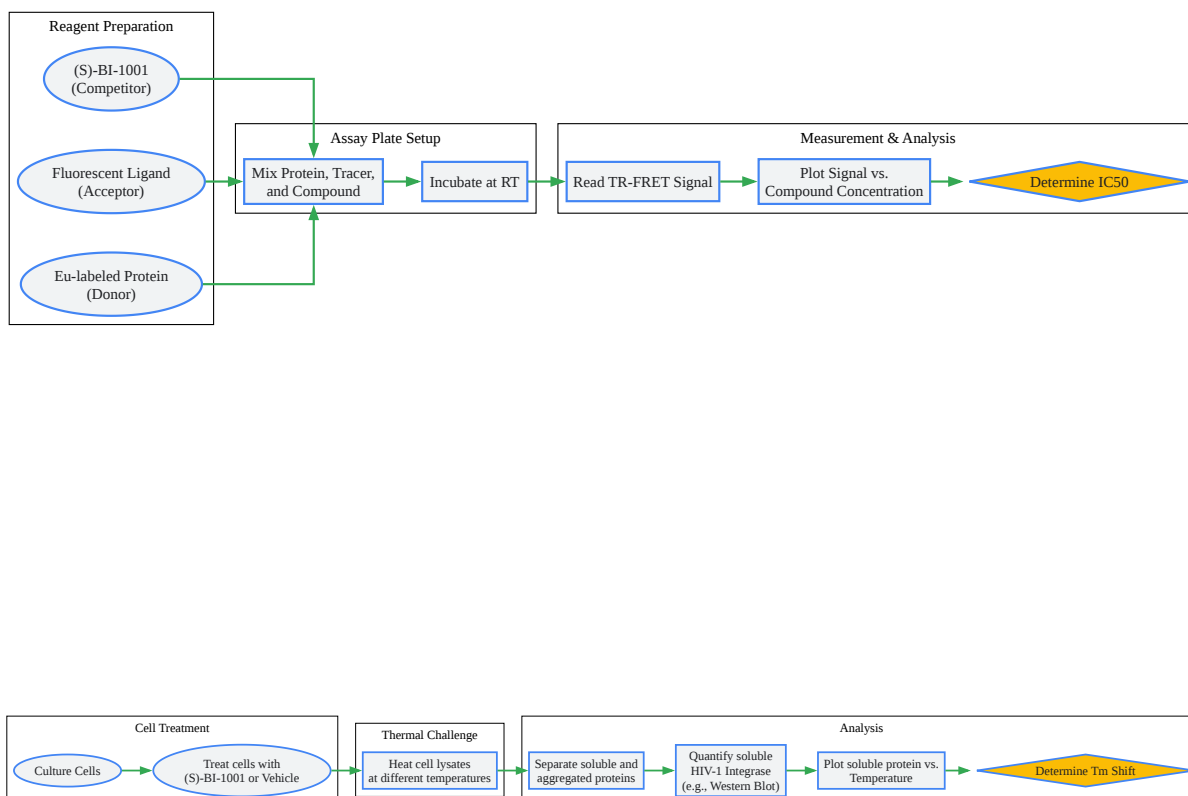 Reagent Preparation
(S)-BI-1001
(Competitor)
Fluorescent Ligand
(Acceptor)
Eu-labeled Protein
(Donor)
Assay Plate Setup
Mix Protein, Tracer,
and Compound
Incubate at RT
Measurement & Analysis
Read TR-FRET Signal
Plot Signal vs.
Compound Concentration
Determine IC50
Cell Treatment
Culture Cells
Treat cells with
(S)-BI-1001 or Vehicle
Thermal Challenge
Heat cell lysates
at different temperatures
Analysis
Separate soluble and
aggregated proteins
Quantify soluble
HIV-1 Integrase
(e.g., Western Blot)
Plot soluble protein vs.
Temperature
Determine Tm Shift